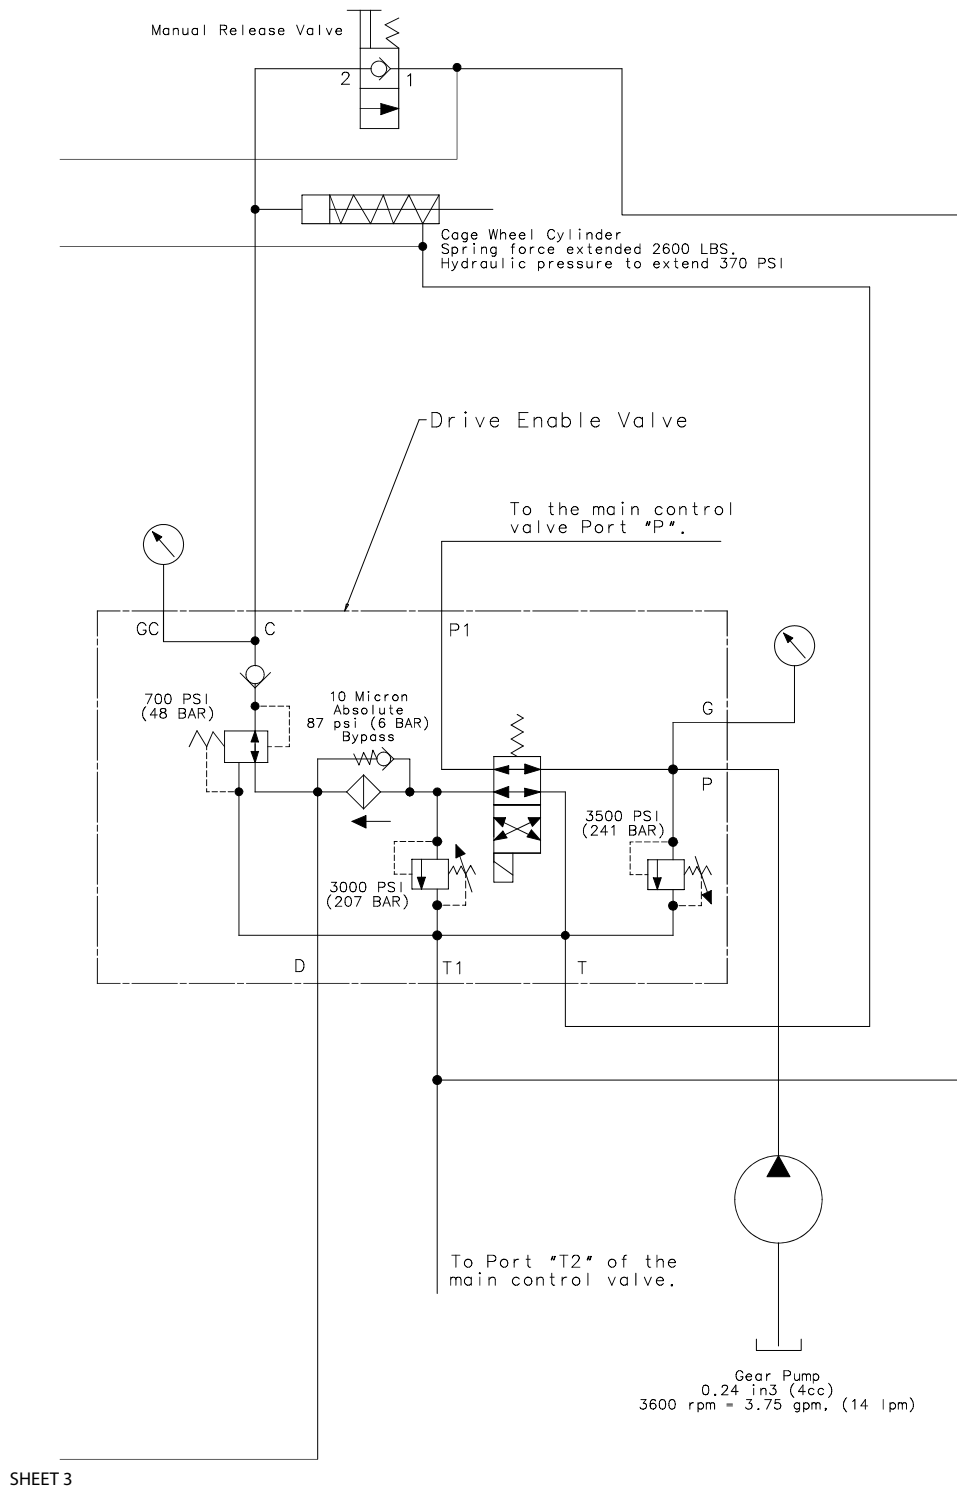 Manual Release Valve
2
1
Cage Wheel Cylinder
Spring force extended 2600 LBS.
Hydraulic pressure to extend 370 PSI
Drive Enable Valve
To the main control
valve Port "P".
GC
C
P1
700 PSI
(48 BAR)
10 Micron
Absolute
87 psi (6 BAR)
Bypass
G
P
3500 PSI
(241 BAR)
3000 PSI
(207 BAR)
D
T1
T
To Port "T2" of the
main control valve.
Gear Pump
0.24 in3 (4cc)
3600 rpm = 3.75 gpm. (14 lpm)
SHEET 3